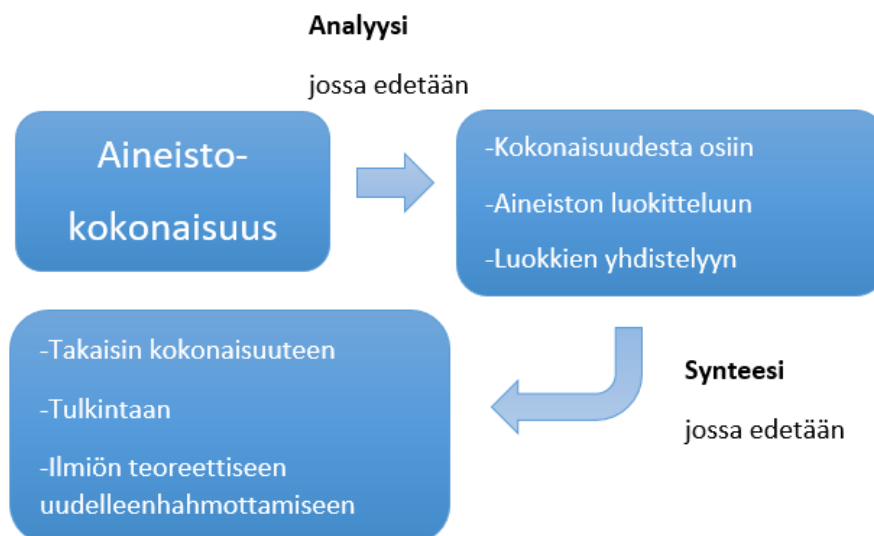 Analyysi
jossa edetään
Aineisto-
kokonaisuus
-Kokonaisuudesta osiin
-Aineiston luokitteluun
-Luokkien yhdistelyyn
Synteesi
jossa edetään
-Takaisin kokonaisuuteen
-Tulkintaan
-Ilmiön teoreettiseen
uudelleenhahmottamiseen